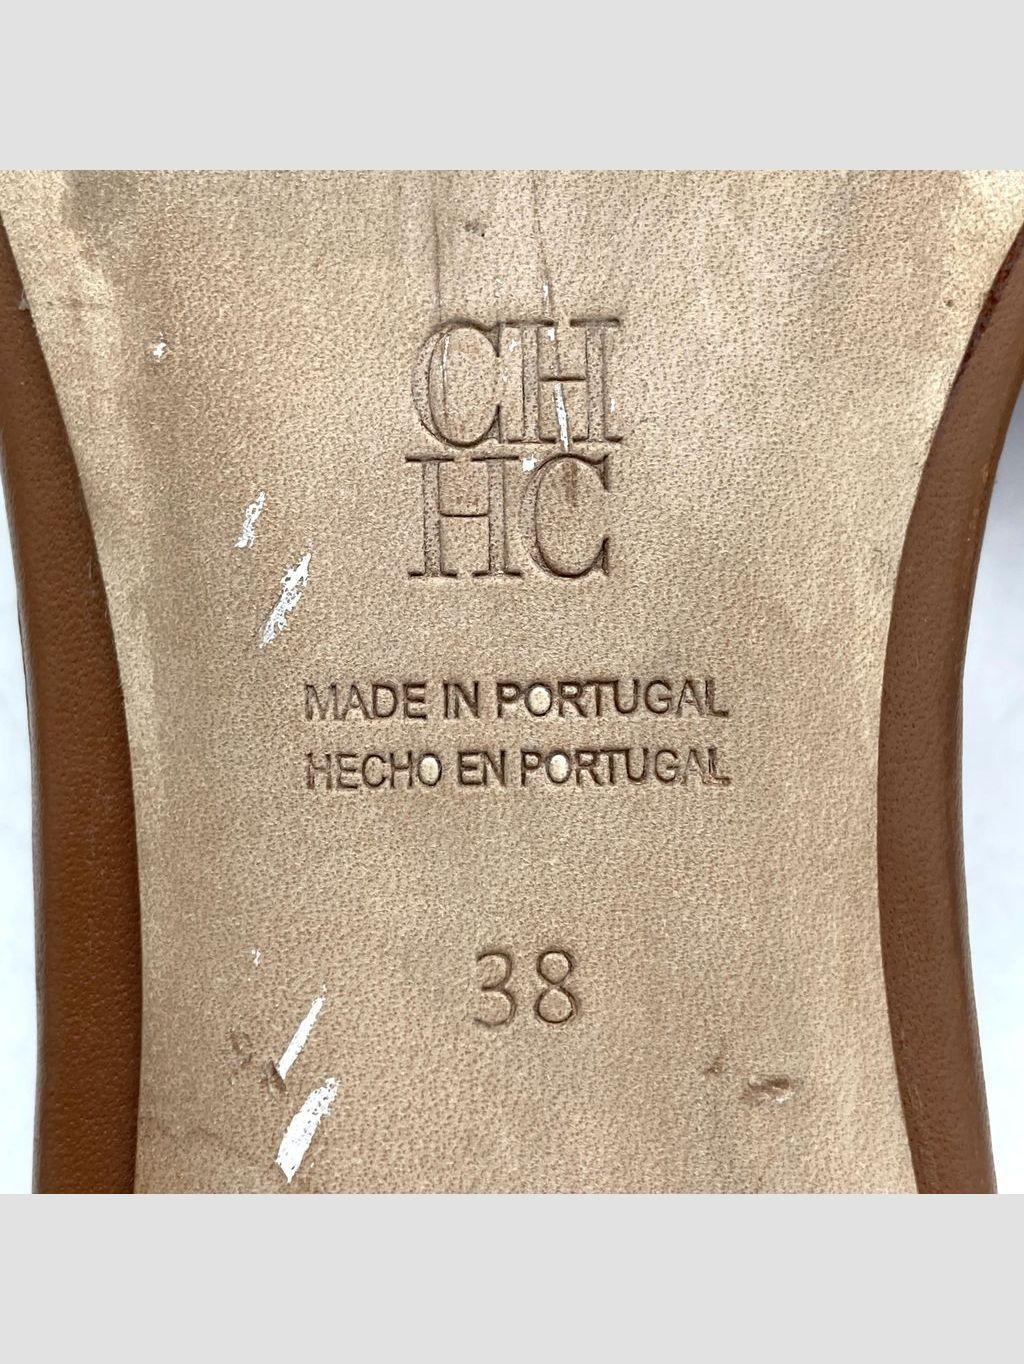 CH
HC
MADE IN PORTUGAL
HECHO EN PORTUGAL
38